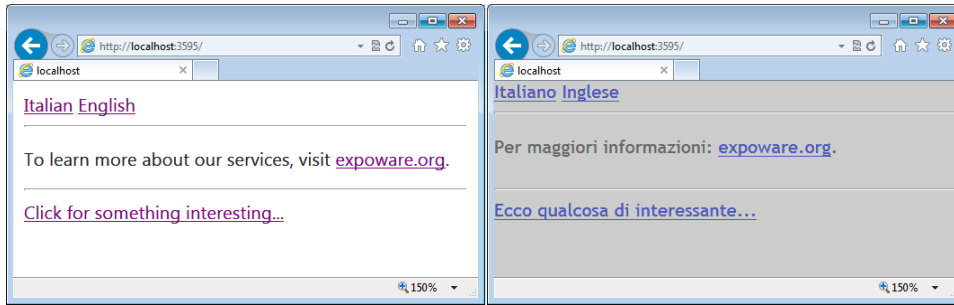 http://localhost:3595/
localhost
Italian English
To learn more about our services, visit expoware.org.
Click for something interesting...
150%
http://localhost:3595/
localhost
Italiano Inglese
Per maggiori informazioni: expoware.org.
Ecco qualcosa di interessante...
150%